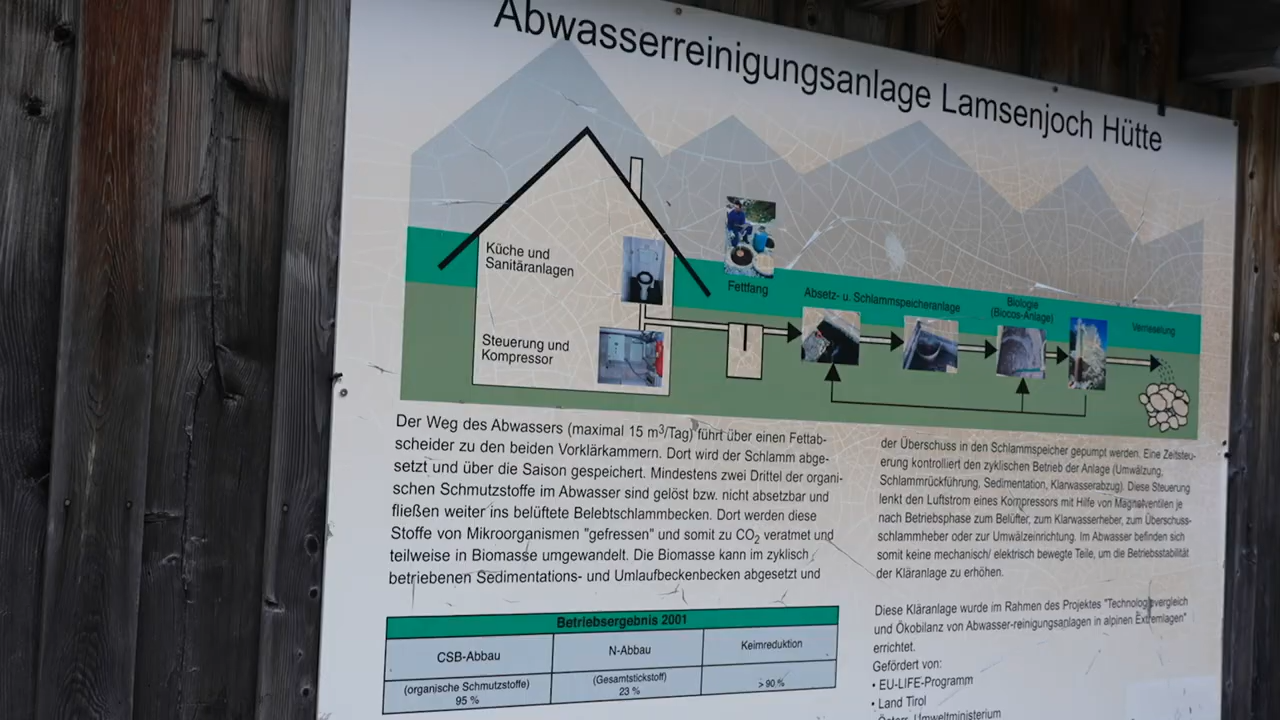 Abwasserreinigungsanlage Lamsenjoch Hütte
Küche und
Sanitäranlagen
Steuerung und
Kompressor
Fettfang
Absetz- u. Schlammspeicheranlage
Biologie
(Biocos-Anlage)
Verrieselung
Der Weg des Abwassers (maximal 15 m³/Tag) führt über einen Fettab-
scheider zu den beiden Vorklärkammern. Dort wird der Schlamm abge-
setzt und über die Saison gespeichert. Mindestens zwei Drittel der organi-
schen Schmutzstoffe im Abwasser sind gelöst bzw. nicht absetzbar und
fließen weiter ins belüftete Belebtschlammbecken. Dort werden diese
Stoffe von Mikroorganismen "gefressen" und somit zu CO₂ veratmet und
teilweise in Biomasse umgewandelt. Die Biomasse kann im zyklisch
betriebenen Sedimentations- und Umlaufbeckenbecken abgesetzt und
der Überschuss in den Schlammspeicher gepumpt werden. Eine Zeitsteu-
erung kontrolliert den zyklischen Betrieb der Anlage (Umwälzung,
Schlammrückführung, Sedimentation, Klarwasserabzug). Diese Steuerung
lenkt den Luftstrom eines Kompressors mit Hilfe von Magnetventilen je
nach Betriebsphase zum Belüfter, zum Klarwasserheber, zum Überschuss-
schlammheber oder zur Umwälzeinrichtung. Im Abwasser befinden sich
somit keine mechanisch/ elektrisch bewegte Teile, um die Betriebsstabilität
der Kläranlage zu erhöhen.
Diese Kläranlage wurde im Rahmen des Projektes "Technologievergleich
und Ökobilanz von Abwasser-reinigungsanlagen in alpinen Extremlagen"
errichtet.
Gefördert von:
• EU-LIFE-Programm
• Land Tirol
Österr. Umweltministerium
Betriebsergebnis 2001
CSB-Abbau
N-Abbau
Keimreduktion
(organische Schmutzstoffe)
95 %
(Gesamtstickstoff)
23 %
> 90 %